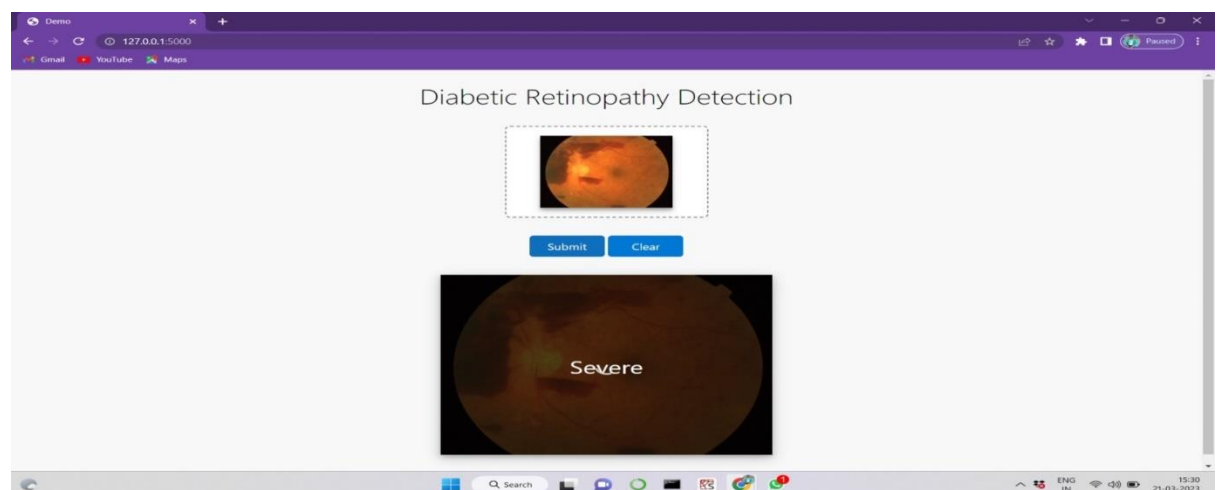 Demo
127.0.0.1:5000
Paused
Gmail YouTube Maps
Diabetic Retinopathy Detection
Submit Clear
Severe
Search
ENG
IN
15:30
21-03-2023